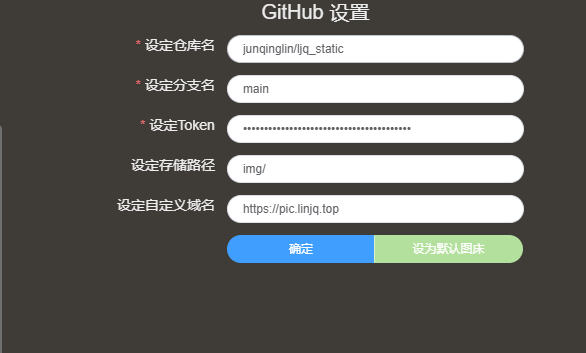 GitHub 设置
* 设定仓库名 junqinglin/ljq_static
* 设定分支名 main
* 设定Token ••••••••••••••••••••••••••••••••••••••••
设定存储路径 img/
设定自定义域名 https://pic.linjq.top
确定 设为默认图床